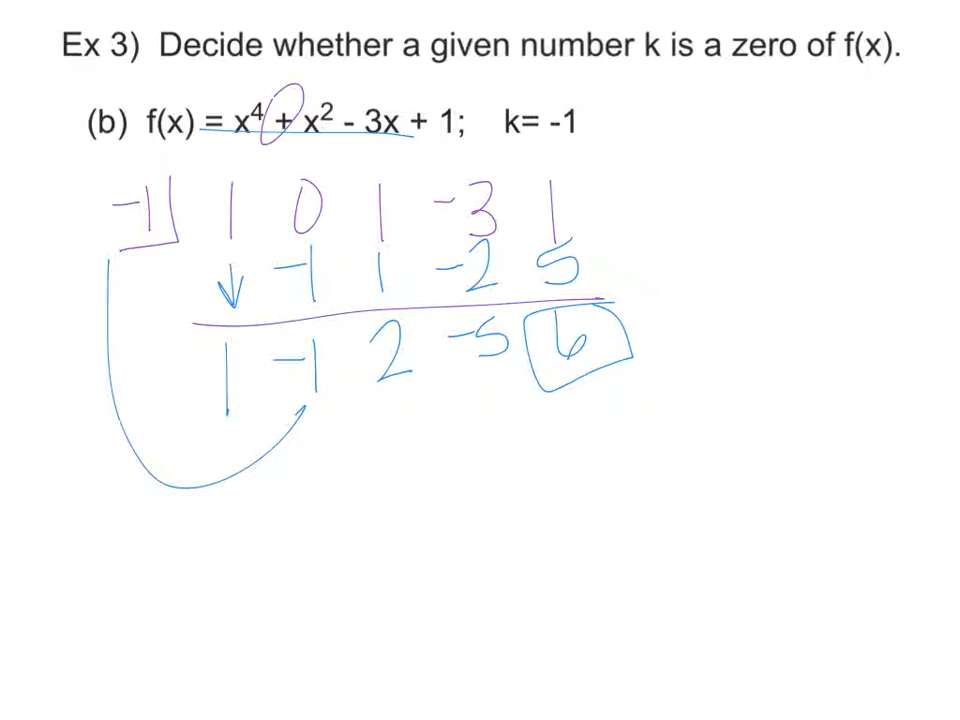 Ex 3) Decide whether a given number k is a zero of f(x).
(b) f(x) = x⁴ + x² - 3x + 1; k= -1
-1 1 0 1 -3 1
-1 1 -2 5
1 -1 2 -5 6